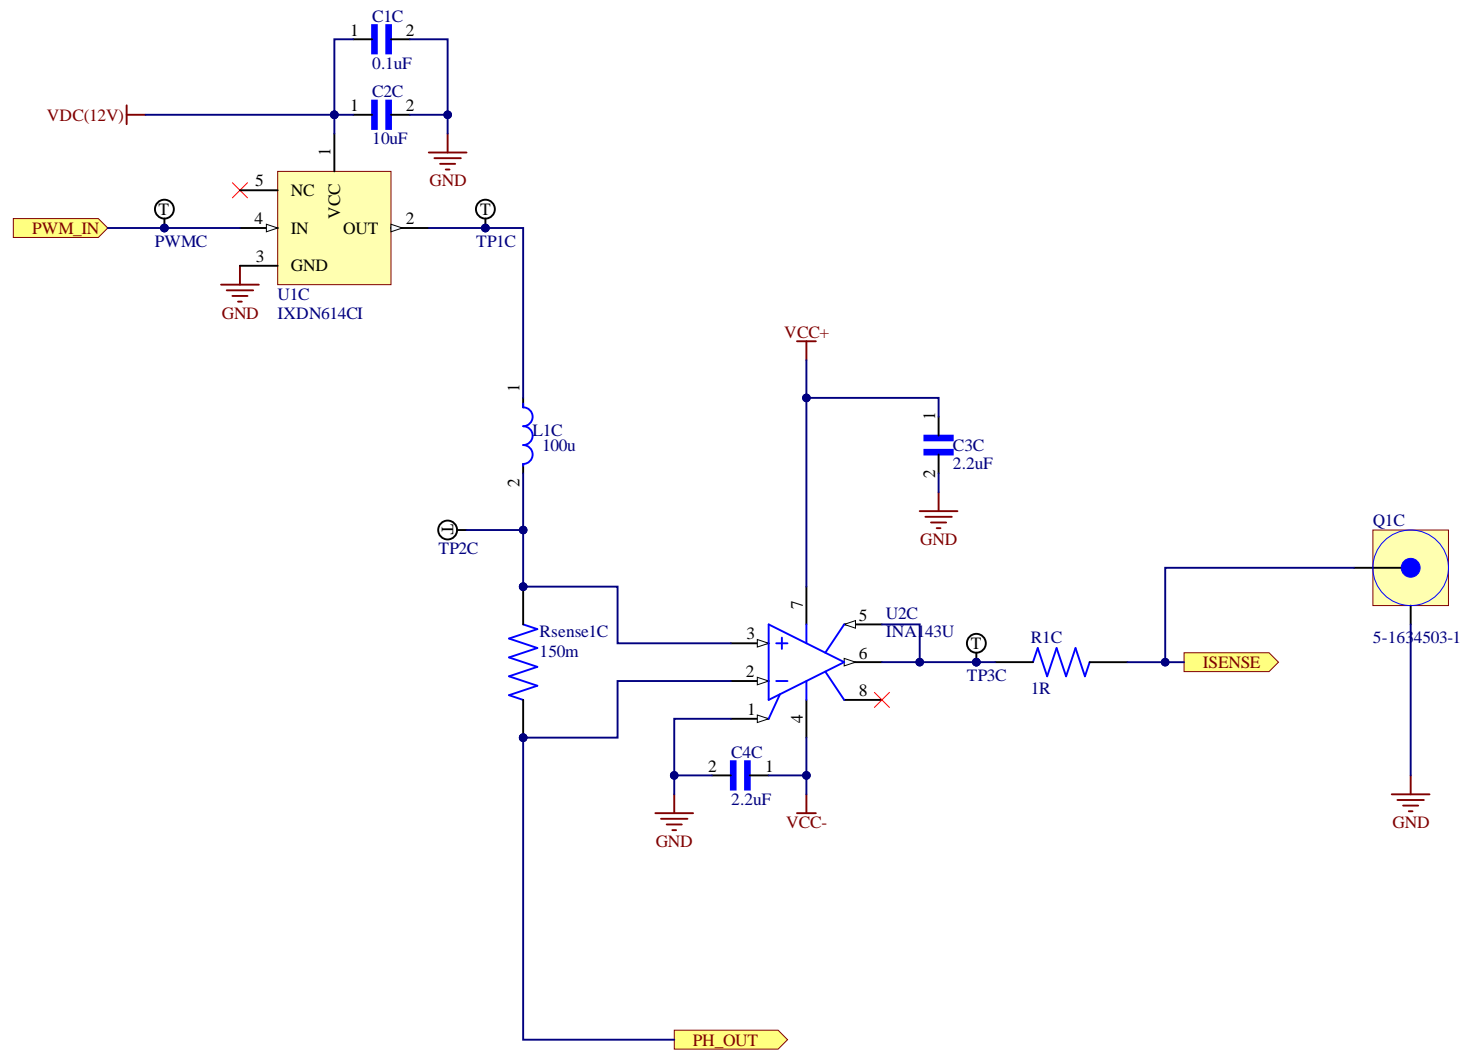 C1C
1
2
0.1uF
C2C
VDC(12V)
1
2
10uF
1
GND
5
NC
VCC
T
T
PWM_IN
4
IN
OUT
2
PWMC
TP1C
3
GND
U1C
GND
IXDN614CI
VCC+
1
L1C
100u
1
C3C
2.2uF
2
2
T
TP2C
GND
Q1C
7
5
U2C
INA143U
Rsense1C
150m
3
+
T
R1C
5-1634503-1
6
ISENSE
2
−
TP3C
1R
8
1
4
C4C
2
1
2.2uF
GND
VCC-
GND
PH_OUT